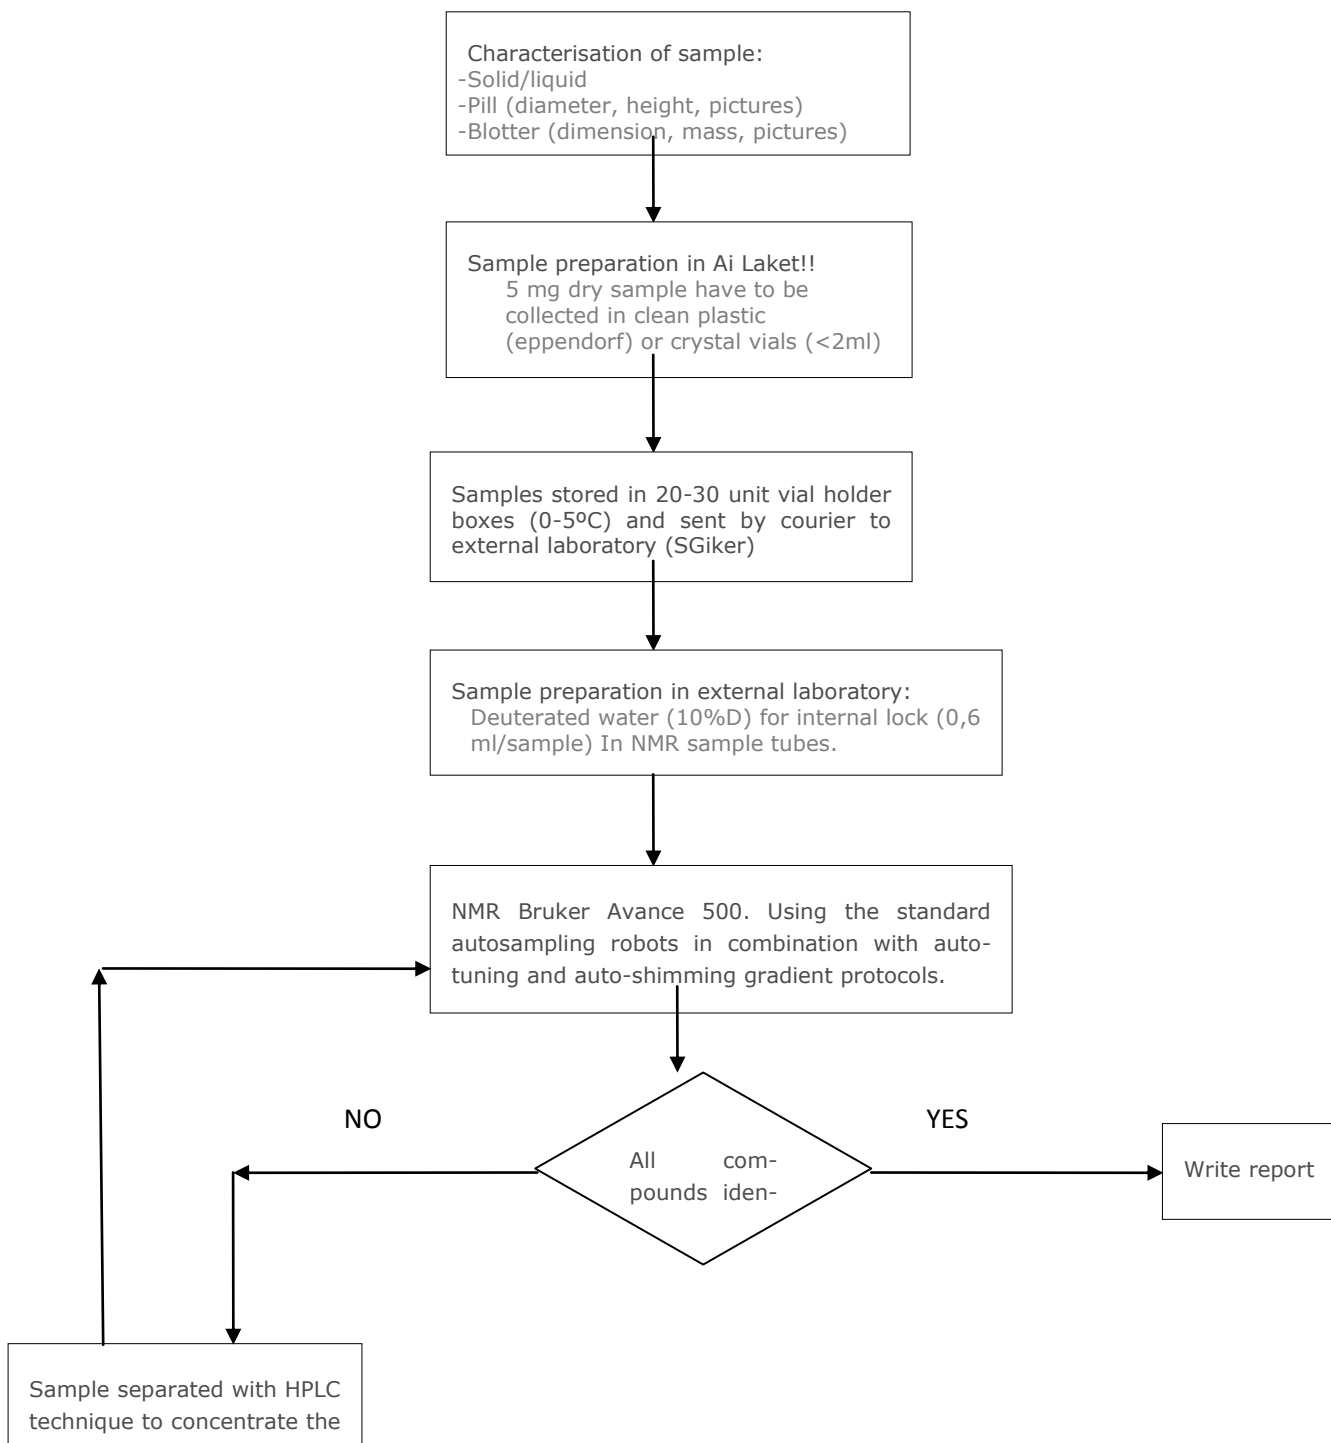 Characterisation of sample:
-Solid/liquid
-Pill (diameter, height, pictures)
-Blotter (dimension, mass, pictures)
Sample preparation in Ai Laket!!
5 mg dry sample have to be
collected in clean plastic
(eppendorf) or crystal vials (<2ml)
Samples stored in 20-30 unit vial holder
boxes (0-5ºC) and sent by courier to
external laboratory (SGiker)
Sample preparation in external laboratory:
Deuterated water (10%D) for internal lock (0,6
ml/sample) In NMR sample tubes.
NMR Bruker Avance 500. Using the standard
autosampling robots in combination with auto-
tuning and auto-shimming gradient protocols.
NO
YES
All com-
pounds iden-
Write report
Sample separated with HPLC
technique to concentrate the